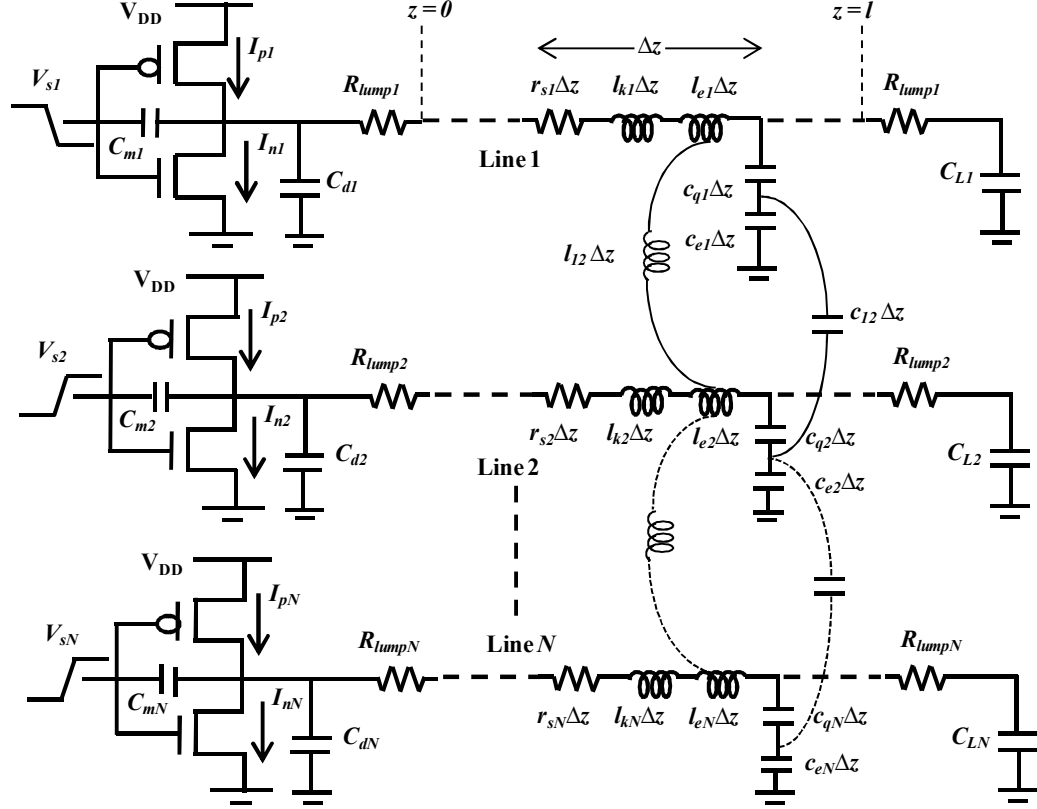 z = 0
z = l
V_DD
I_p1
Δz
V_s1
R_lump1
r_s1Δz
l_k1Δz
l_e1Δz
R_lump1
C_m1
I_n1
Line 1
C_d1
c_q1Δz
C_L1
c_e1Δz
l_12Δz
V_DD
I_p2
c_12Δz
V_s2
R_lump2
R_lump2
C_m2
I_n2
r_s2Δz
l_k2Δz
l_e2Δz
c_q2Δz
C_d2
Line 2
c_e2Δz
C_L2
V_DD
I_pN
V_sN
R_lumpN
Line N
R_lumpN
C_mN
I_nN
r_sNΔz
l_kNΔz
l_eNΔz
c_qNΔz
C_dN
C_LN
c_eNΔz